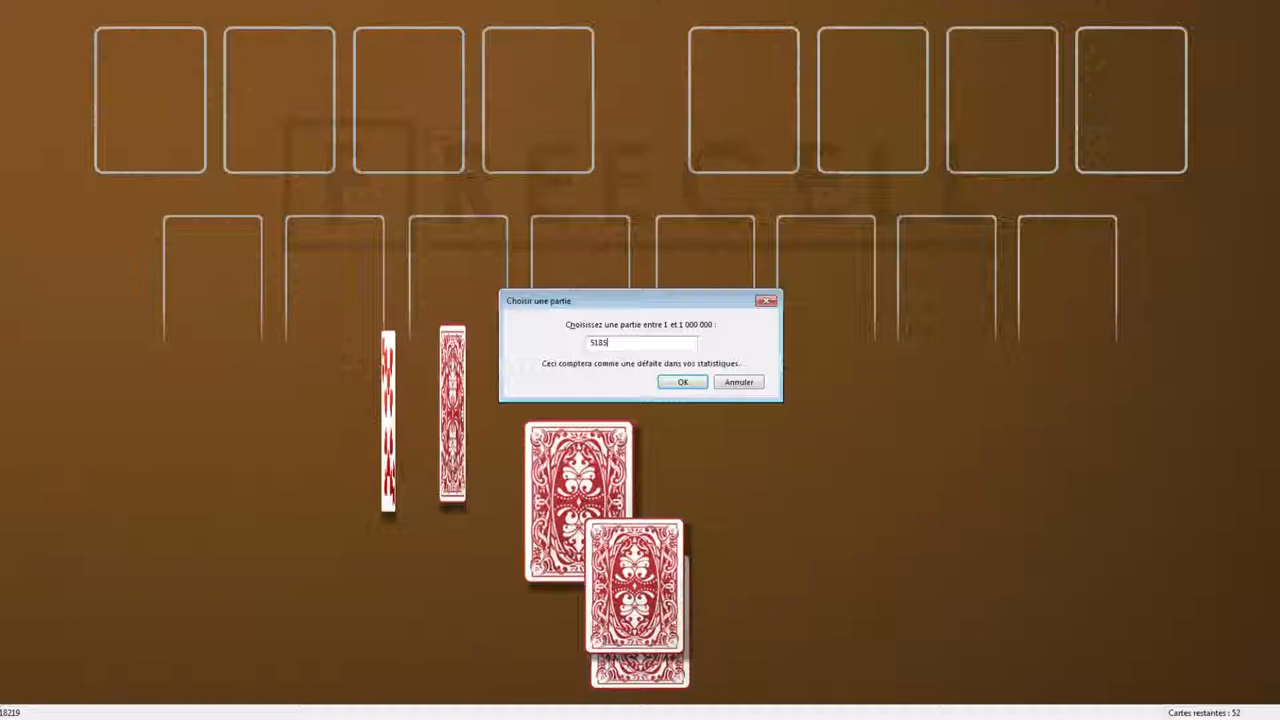 FREECELL
Choisir une partie
Choisissez une partie entre 1 et 1 000 000 :
5185
Ceci comptera comme une défaite dans vos statistiques.
OK
Annuler
18219
Cartes restantes : 52